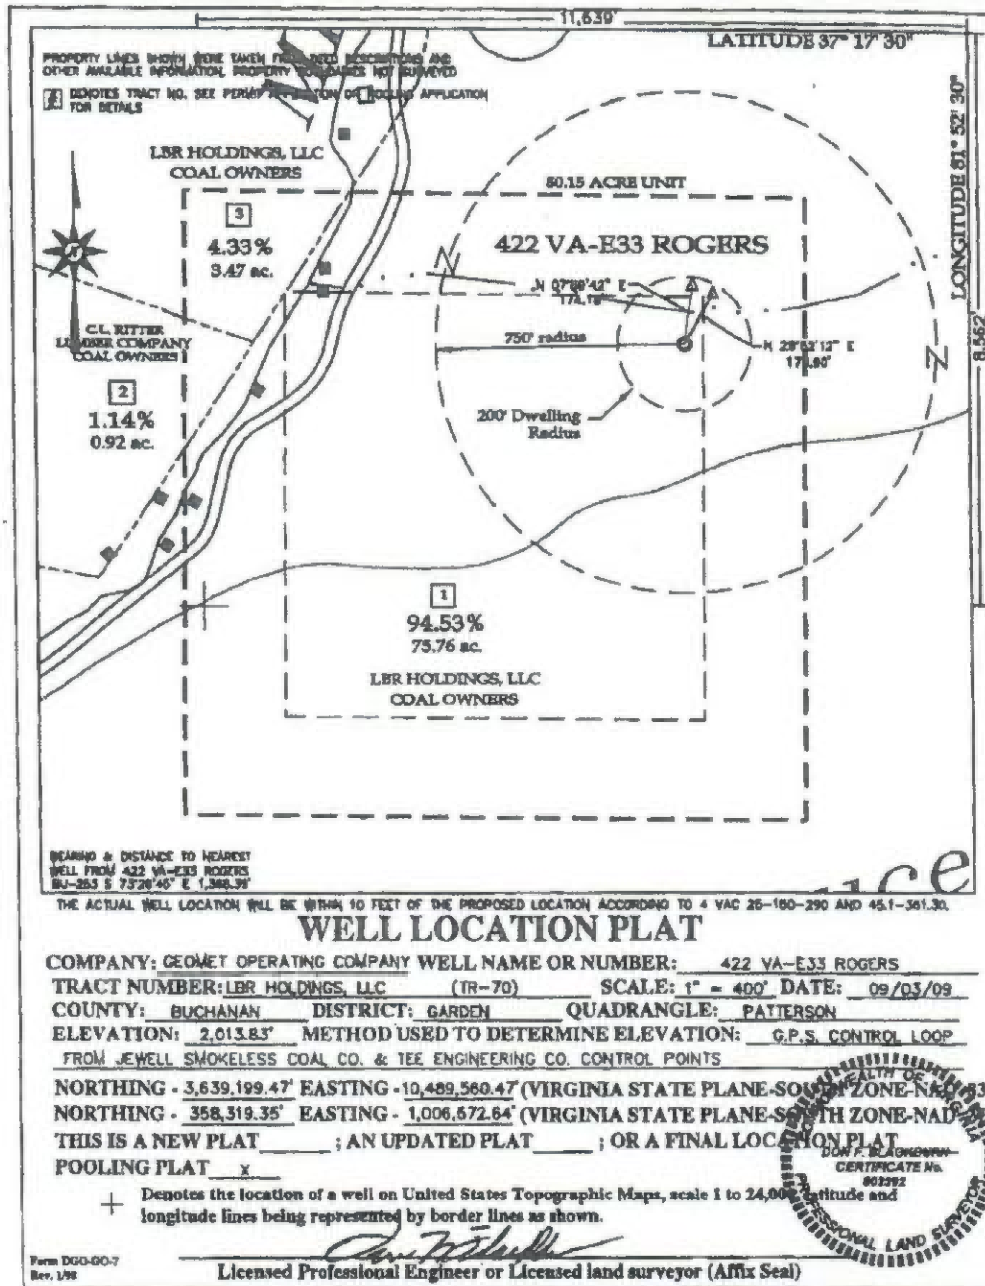 11,639'
LATITUDE 37° 17' 30"
PROPERTY LINES SHOWN WERE TAKEN FROM DEED DESCRIPTIONS AND
OTHER AVAILABLE INFORMATION, PROPERTY BOUNDARIES NOT SURVEYED
DENOTES TRACT NO. SEE PERMIT APPLICATION OR POOLING APPLICATION
FOR DETAILS
LONGITUDE 81° 52' 30"
8,562'
LBR HOLDINGS, LLC
COAL OWNERS
3
4.33%
3.47 ac.
80.15 ACRE UNIT
422 VA-E33 ROGERS
E
750' radius
E
200' Dwelling
Radius
C.L. RITTER
LUMBER COMPANY
COAL OWNERS
2
1.14%
0.92 ac.
1
94.53%
75.76 ac.
LBR HOLDINGS, LLC
COAL OWNERS
BEARING & DISTANCE TO NEAREST
WELL FROM 422 VA-E33 ROGERS
BU-253 S E
THE ACTUAL WELL LOCATION WILL BE WITHIN 10 FEET OF THE PROPOSED LOCATION ACCORDING TO 4 VAC 25-150-290 AND 45.1-361.30.
WELL LOCATION PLAT
COMPANY: GEOMET OPERATING COMPANY WELL NAME OR NUMBER: 422 VA-E33 ROGERS
TRACT NUMBER: LBR HOLDINGS, LLC (TR-70) SCALE: 1" = 400' DATE: 09/03/09
COUNTY: BUCHANAN DISTRICT: GARDEN QUADRANGLE: PATTERSON
ELEVATION: 2,013.83' METHOD USED TO DETERMINE ELEVATION: G.P.S. CONTROL LOOP
FROM JEWELL SMOKELESS COAL CO. & TEE ENGINEERING CO. CONTROL POINTS
NORTHING - 3,639,199.47' EASTING - 10,489,560.47' (VIRGINIA STATE PLANE-SOUTH ZONE-NAD 83
NORTHING - 358,319.35' EASTING - 1,006,572.64' (VIRGINIA STATE PLANE-SOUTH ZONE-NAD
THIS IS A NEW PLAT ; AN UPDATED PLAT ; OR A FINAL LOCATION PLAT
POOLING PLAT x
DON F. BLACKBURN
CERTIFICATE No.
PROFESSIONAL LAND SURVEYOR
+ Denotes the location of a well on United States Topographic Maps, scale 1 to 24,000, latitude and
longitude lines being represented by border lines as shown.
Form DGO-GO-7
Rev. 1/98
Licensed Professional Engineer or Licensed land surveyor (Affix Seal)